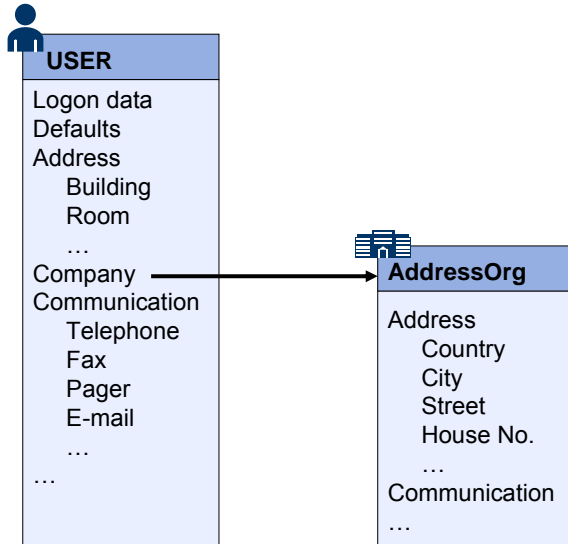 USER
Logon data
Defaults
Address
Building
Room
…
Company
Communication
Telephone
Fax
Pager
E-mail
…
…
AddressOrg
Address
Country
City
Street
House No.
…
Communication
…